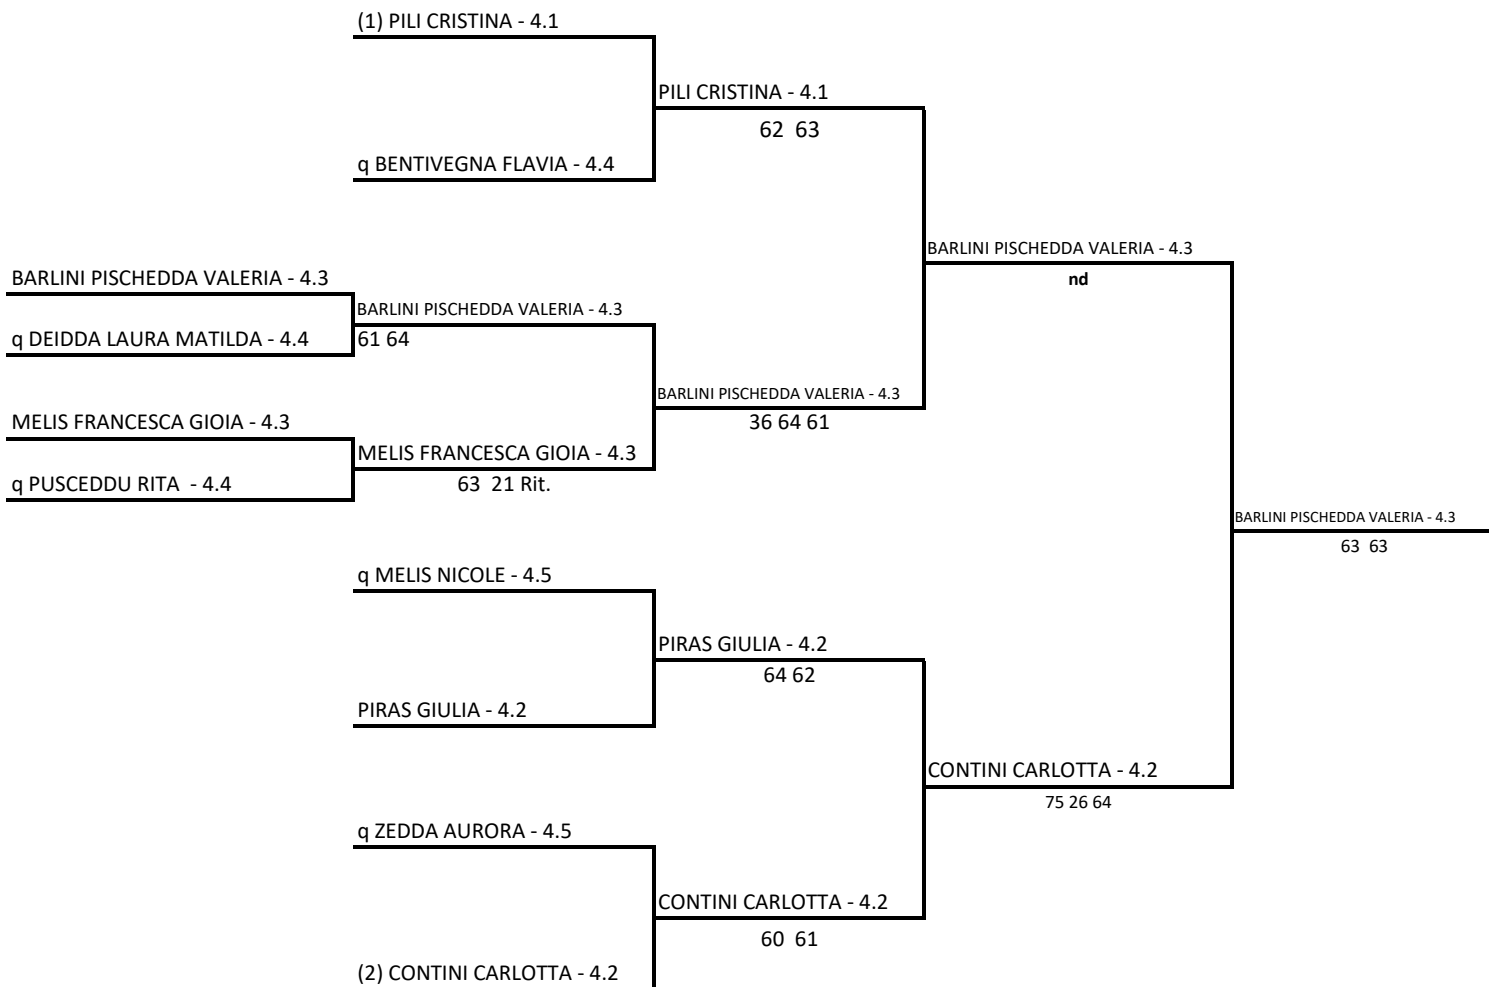 (1) PILI CRISTINA - 4.1
PILI CRISTINA - 4.1
62  63
q BENTIVEGNA FLAVIA - 4.4
BARLINI PISCHEDDA VALERIA - 4.3
nd
BARLINI PISCHEDDA VALERIA - 4.3
BARLINI PISCHEDDA VALERIA - 4.3
q DEIDDA LAURA MATILDA - 4.4
61 64
BARLINI PISCHEDDA VALERIA - 4.3
36 64 61
MELIS FRANCESCA GIOIA - 4.3
MELIS FRANCESCA GIOIA - 4.3
q PUSCEDDU RITA  - 4.4
63  21 Rit.
BARLINI PISCHEDDA VALERIA - 4.3
63  63
q MELIS NICOLE - 4.5
PIRAS GIULIA - 4.2
64 62
PIRAS GIULIA - 4.2
CONTINI CARLOTTA - 4.2
75 26 64
q ZEDDA AURORA - 4.5
CONTINI CARLOTTA - 4.2
60  61
(2) CONTINI CARLOTTA - 4.2